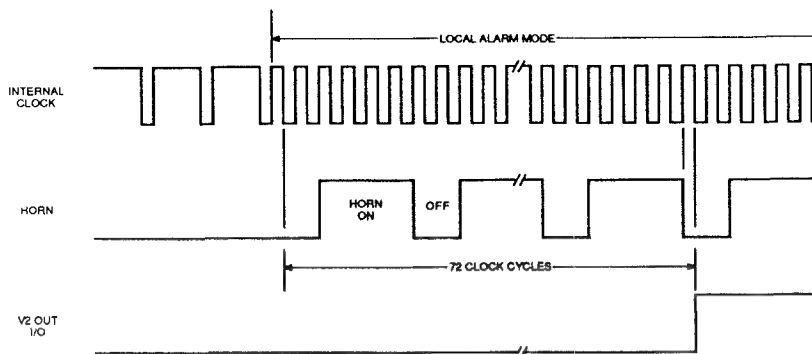 LOCAL ALARM MODE
INTERNAL
CLOCK
HORN
HORN
ON
OFF
72 CLOCK CYCLES
V2 OUT
I/O